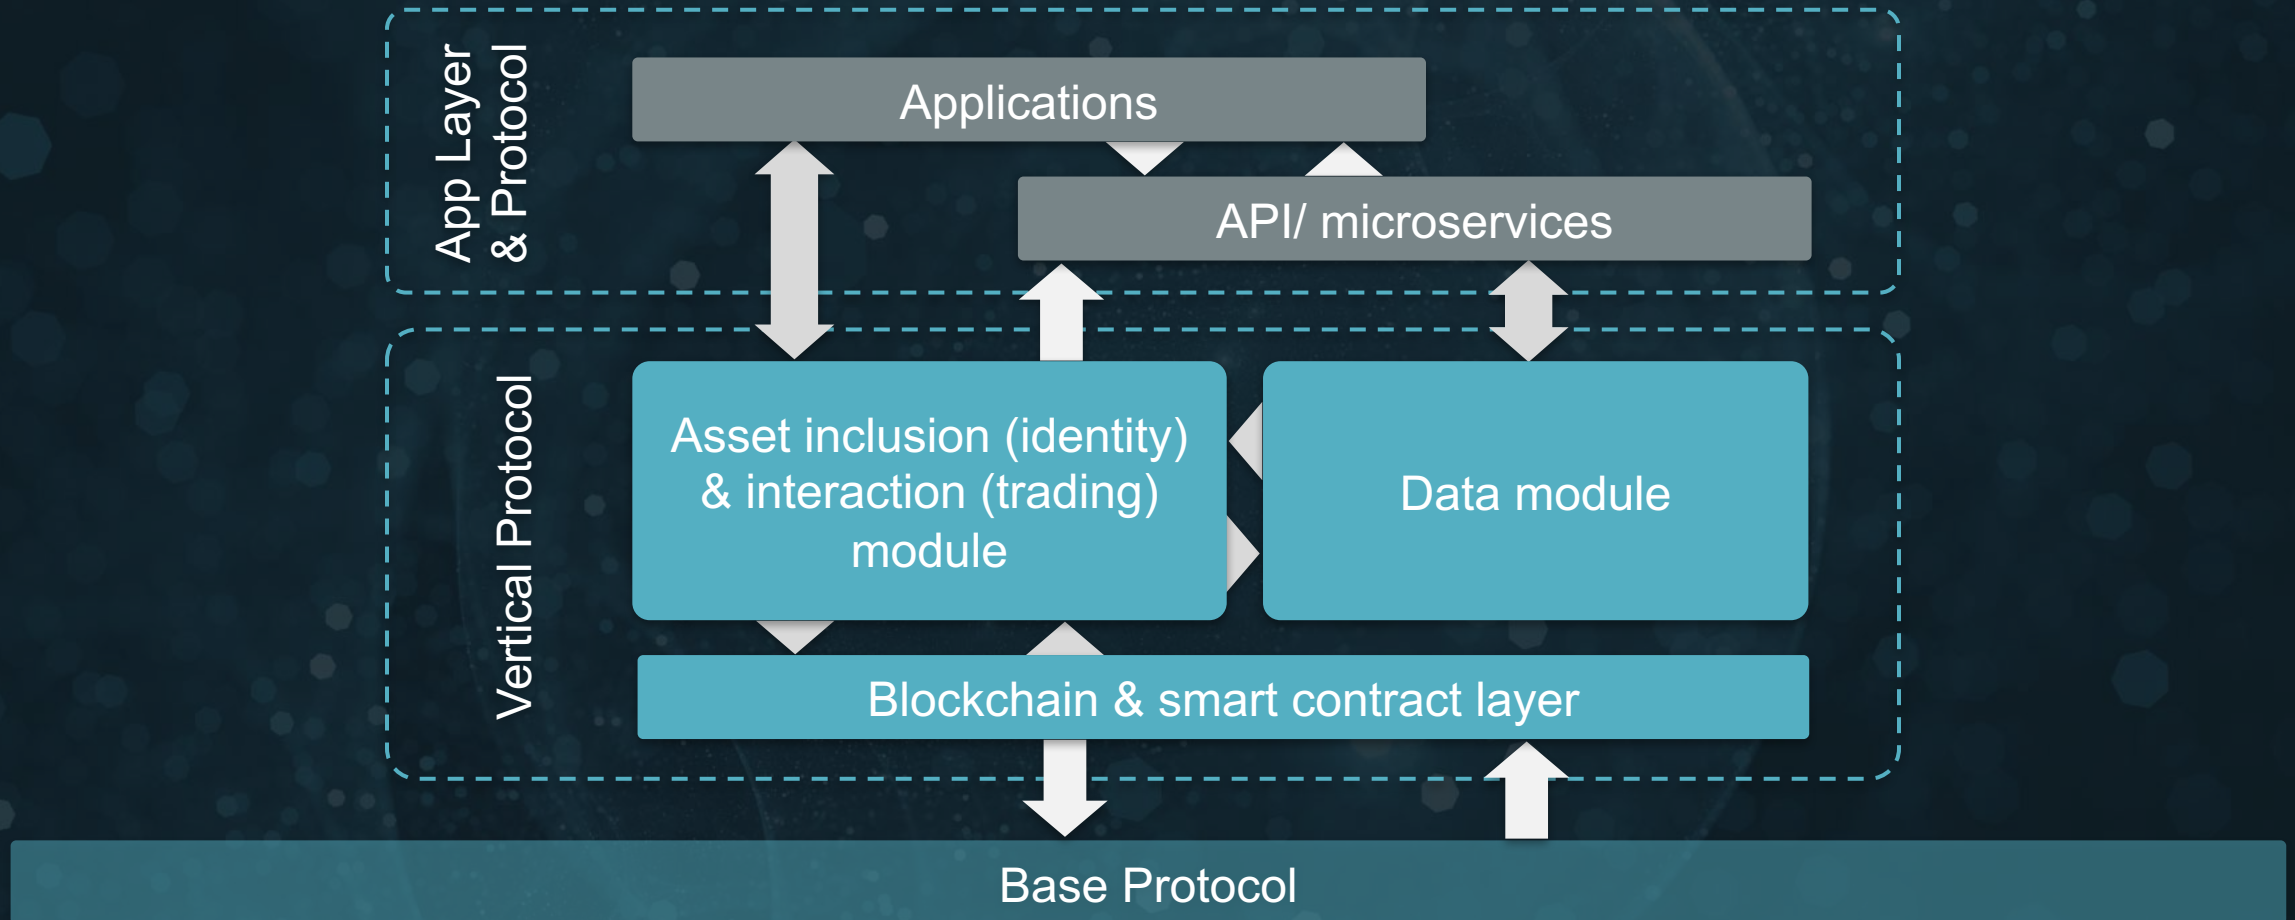 App Layer
& Protocol
Applications
API/ microservices
Vertical Protocol
Asset inclusion (identity)
& interaction (trading)
module
Data module
Blockchain & smart contract layer
Base Protocol